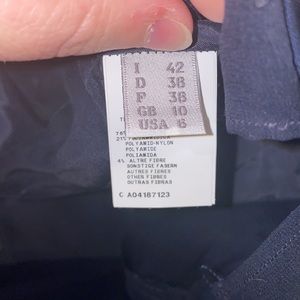 I 42
D 38
F 38
GB 10
USA 6
POLYAMID-NYLON
POLYAMIDE
POLIAMIDA
4% ALTRE FIBRE
SONSTIGE FASERN
AUTRES FIBRES
OTHER FIBRES
OUTRAS FIBRAS
C A04187123